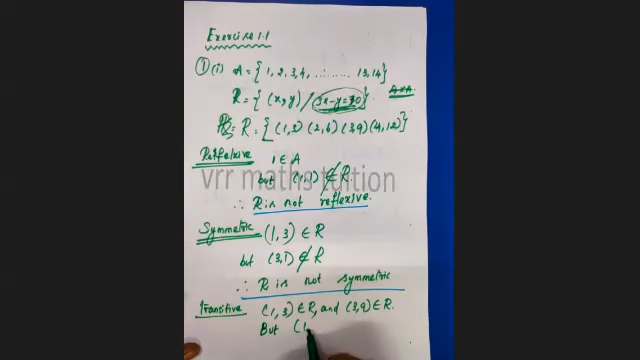 Exercise 1.1
① (i) A = { 1, 2, 3, 4, ......... 13, 14 }
R = { (x, y) / 3x - y = 0 } A×A
R = { (1, 3) (2, 6) (3, 9) (4, 12) }
Reflexive 1 ∈ A
but (1, 1) ∉ R
vrr maths tuition
∴ R is not reflexive.
Symmetric (1, 3) ∈ R
but (3, 1) ∉ R
∴ R is not symmetric
Transitive (1, 3) ∈ R, and (3, 9) ∈ R.
But (1